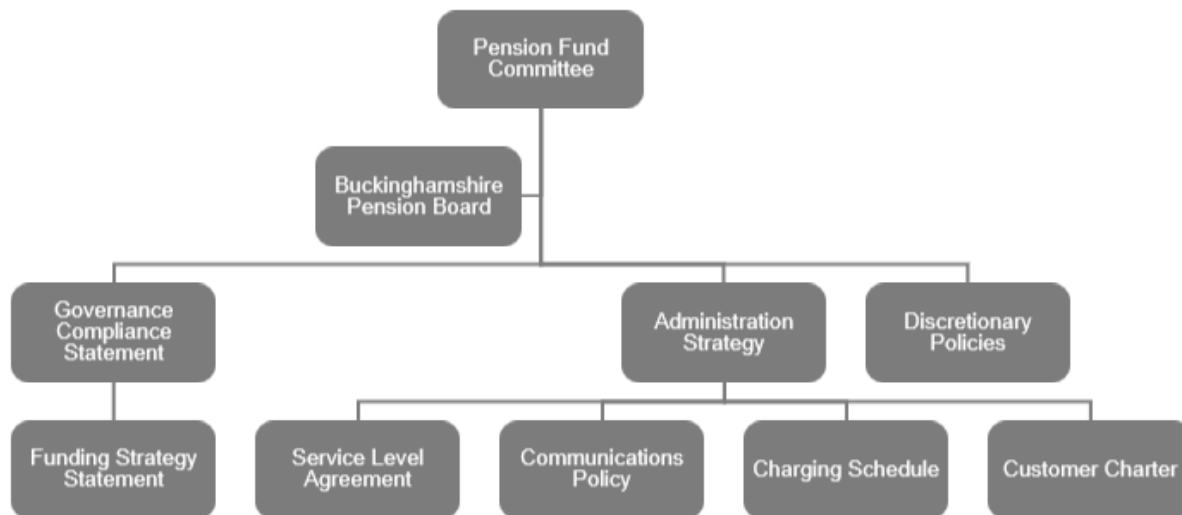 Pension Fund
Committee
Buckinghamshire
Pension Board
Governance
Compliance
Statement
Administration
Strategy
Discretionary
Policies
Funding Strategy
Statement
Service Level
Agreement
Communications
Policy
Charging Schedule
Customer Charter